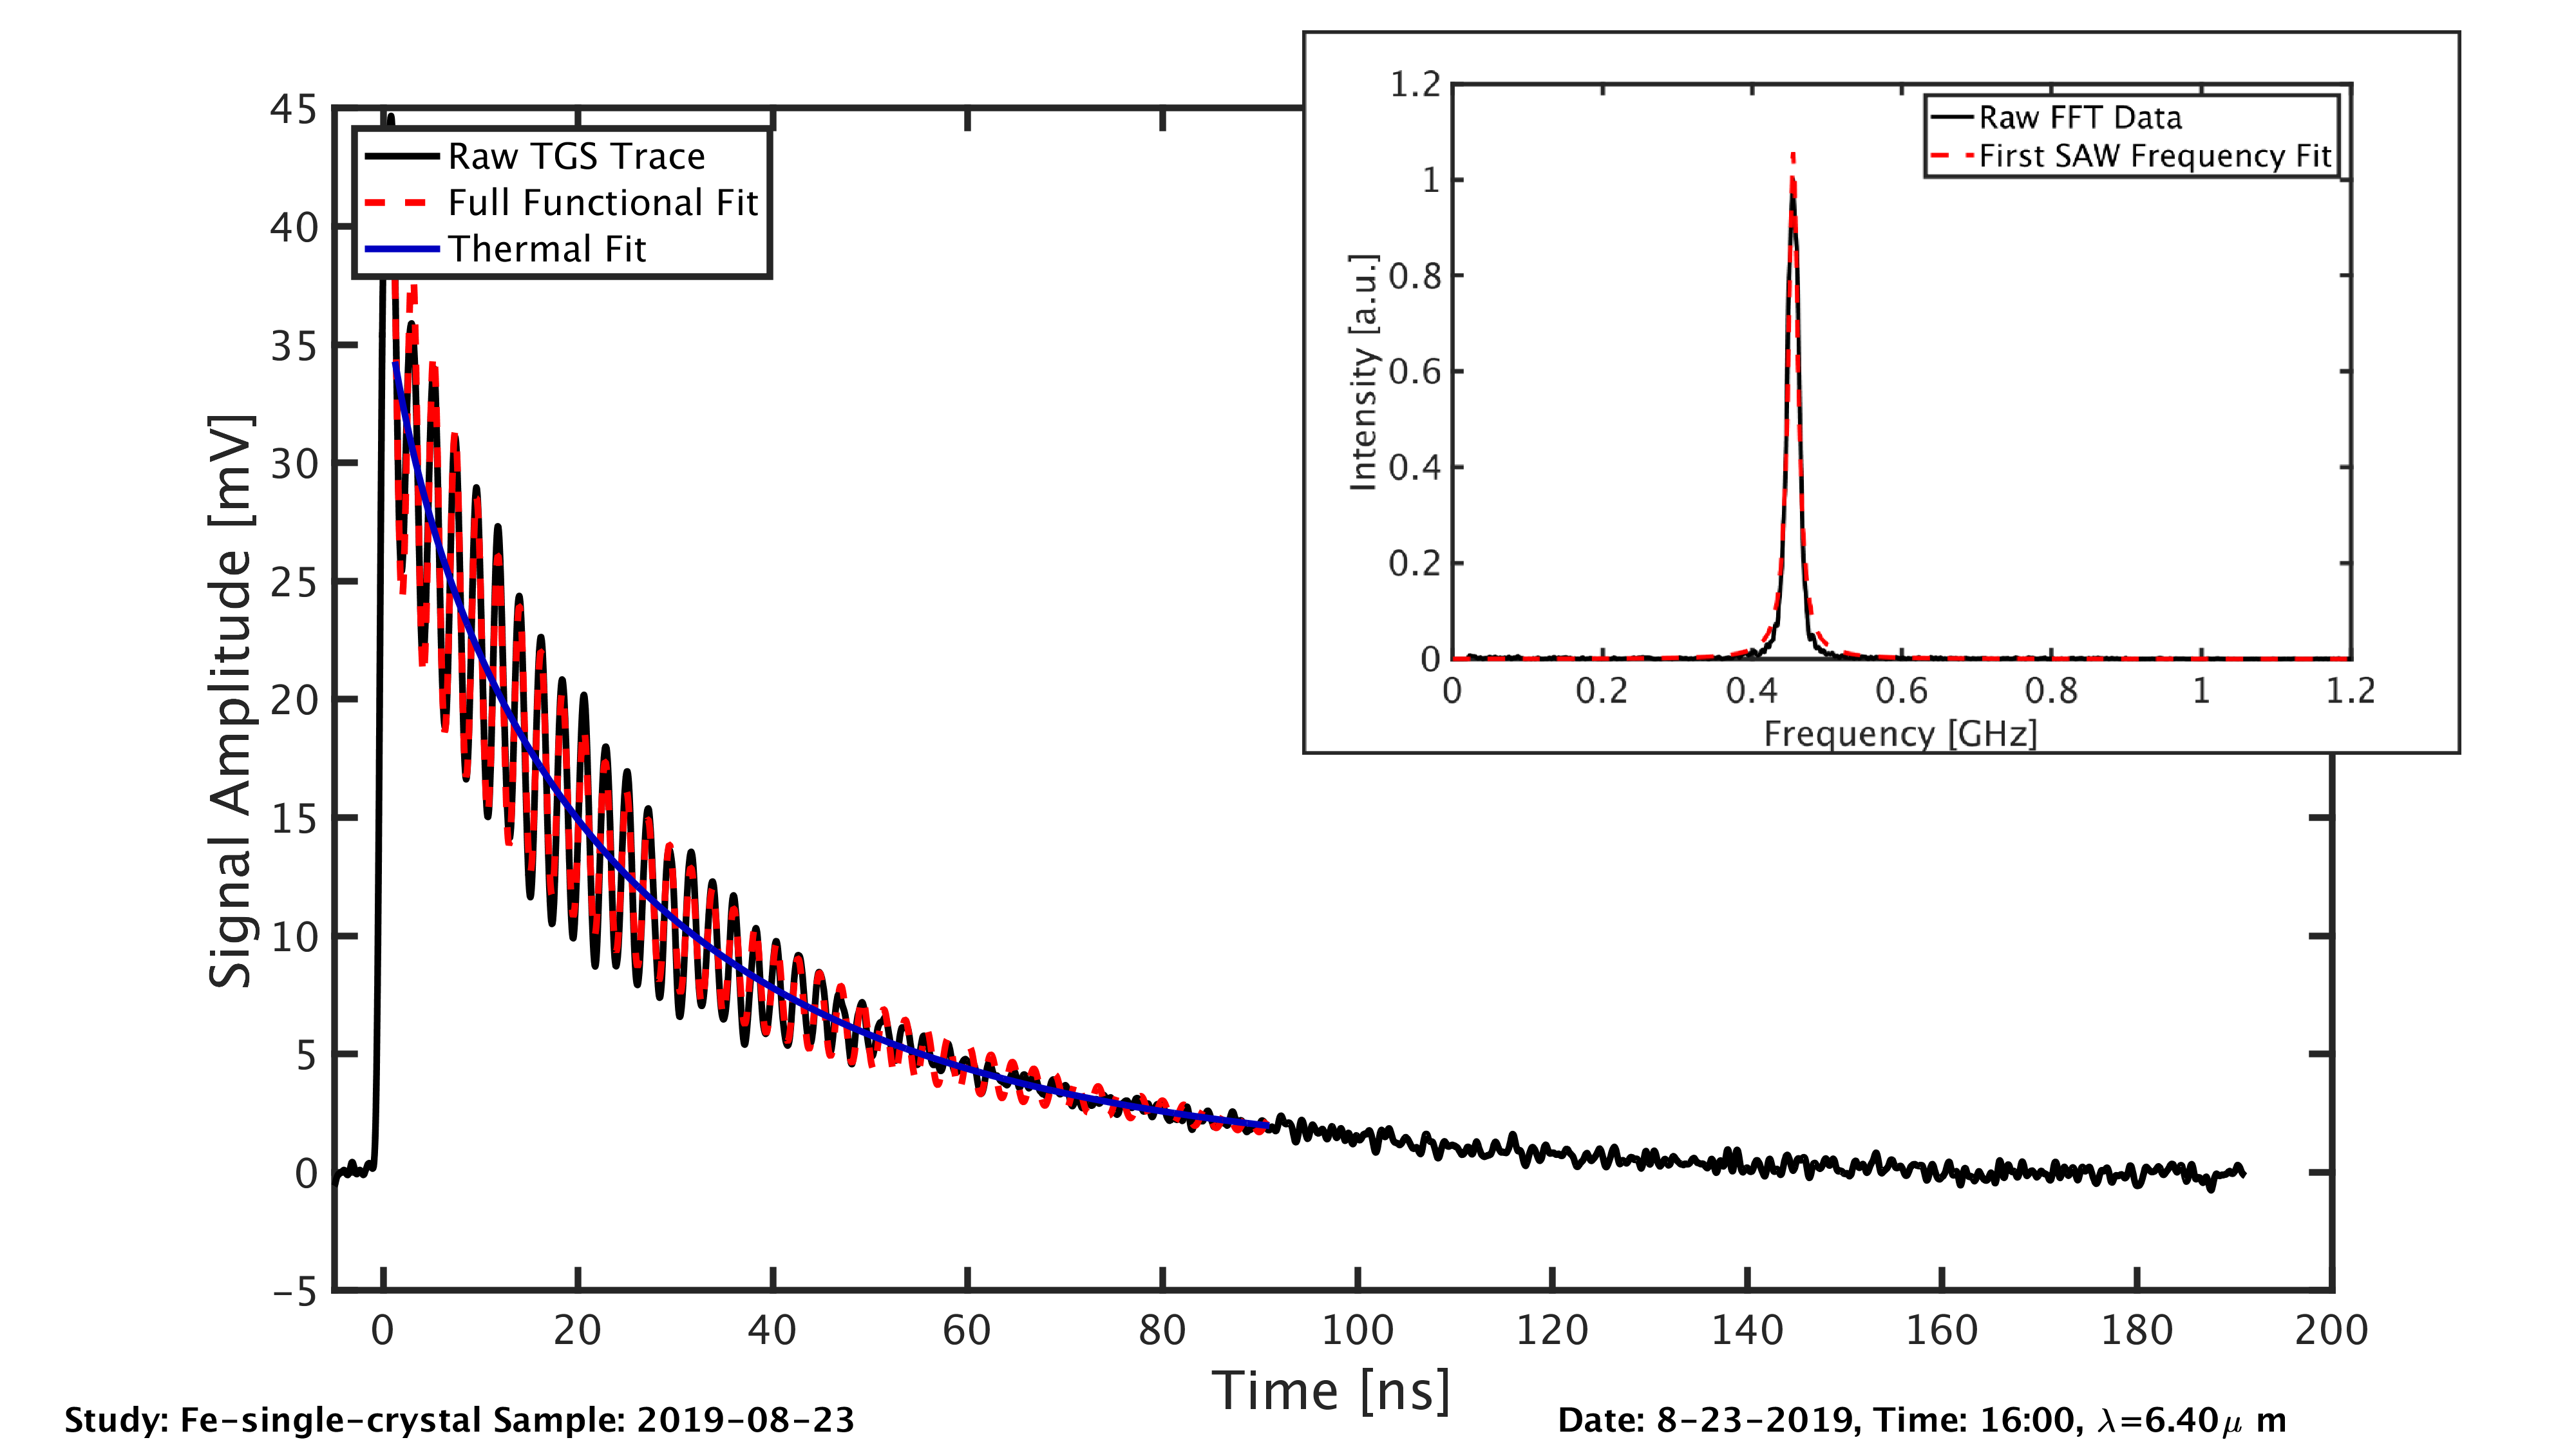 45
40
35
30
25
20
15
10
5
0
-5
Signal Amplitude [mV]
Raw TGS Trace
Full Functional Fit
Thermal Fit
0 20 40 60 80 100 120 140 160 180 200
Time [ns]
1.2
1
0.8
0.6
0.4
0.2
0
Intensity [a.u.]
Raw FFT Data
First SAW Frequency Fit
0 0.2 0.4 0.6 0.8 1 1.2
Frequency [GHz]
Study: Fe-single-crystal Sample: 2019-08-23
Date: 8-23-2019, Time: 16:00, λ=6.40μ m